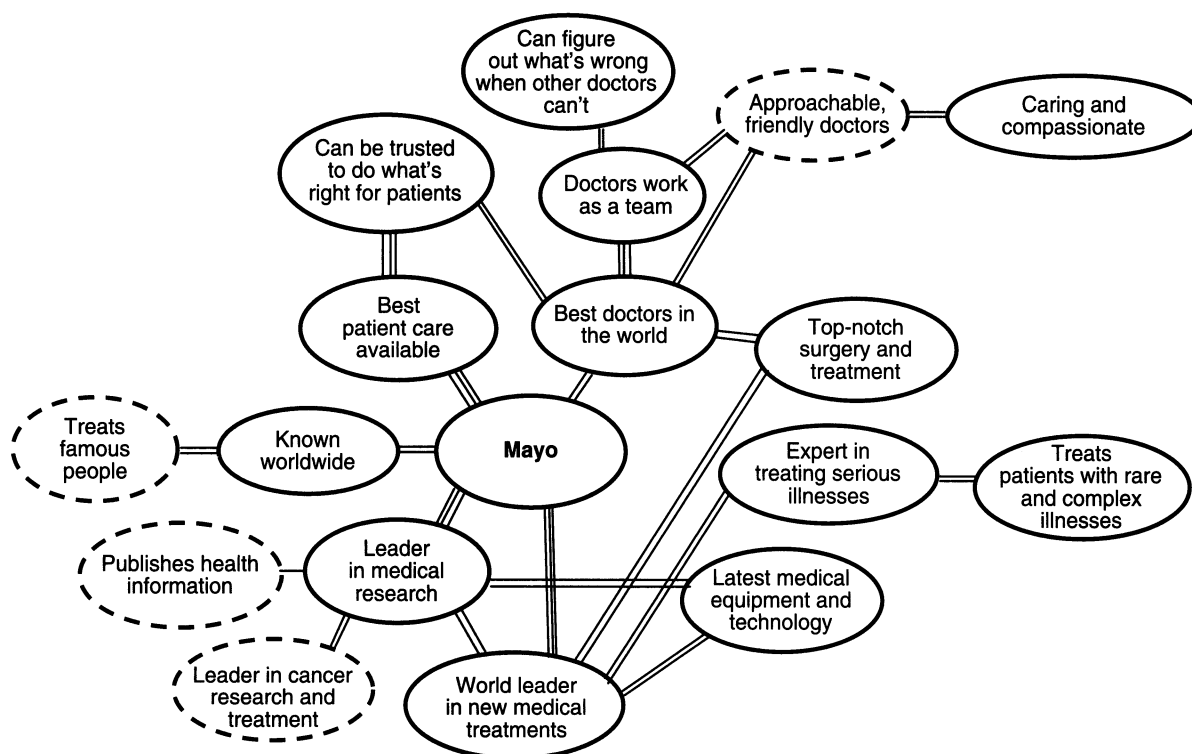 Can figure
out what's wrong
when other doctors
can't
Approachable,
friendly doctors
Caring and
compassionate
Can be trusted
to do what's
right for patients
Doctors work
as a team
Best
patient care
available
Best doctors in
the world
Top-notch
surgery and
treatment
Treats
famous
people
Known
worldwide
Mayo
Expert in
treating serious
illnesses
Treats
patients with rare
and complex
illnesses
Publishes health
information
Leader
in medical
research
Latest medical
equipment and
technology
Leader in cancer
research and
treatment
World leader
in new medical
treatments